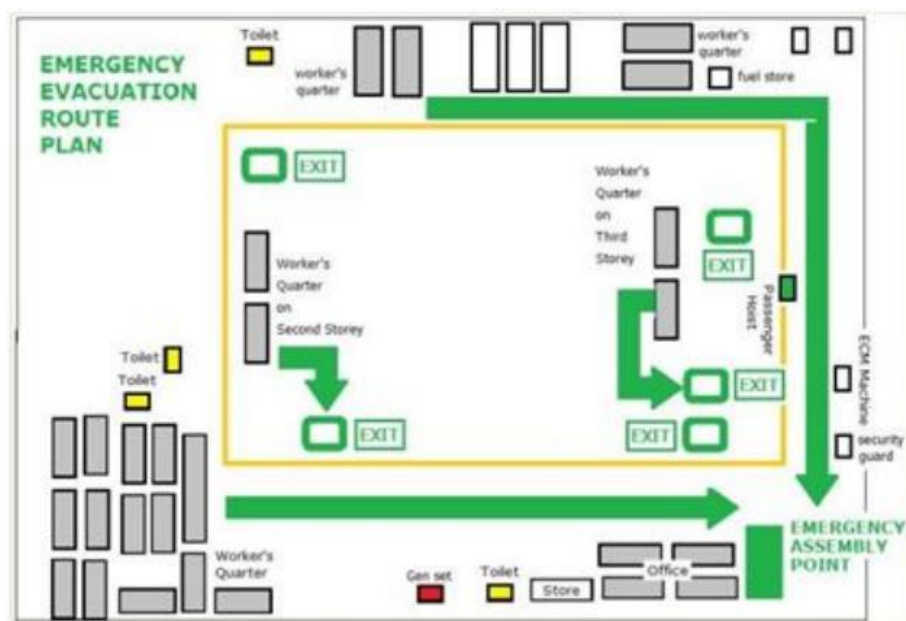 Toilet
worker's
quarter
worker's
quarter
fuel store
EMERGENCY
EVACUATION
ROUTE
PLAN
EXIT
Worker's
Quarter
on
Third
Storey
EXIT
Worker's
Quarter
on
Second Storey
Passenger
Hoist
Toilet
Toilet
EXIT
EXIT
EXIT
ECM Machine
security
guard
EMERGENCY
ASSEMBLY
POINT
Worker's
Quarter
Gen set
Toilet
Store
Office